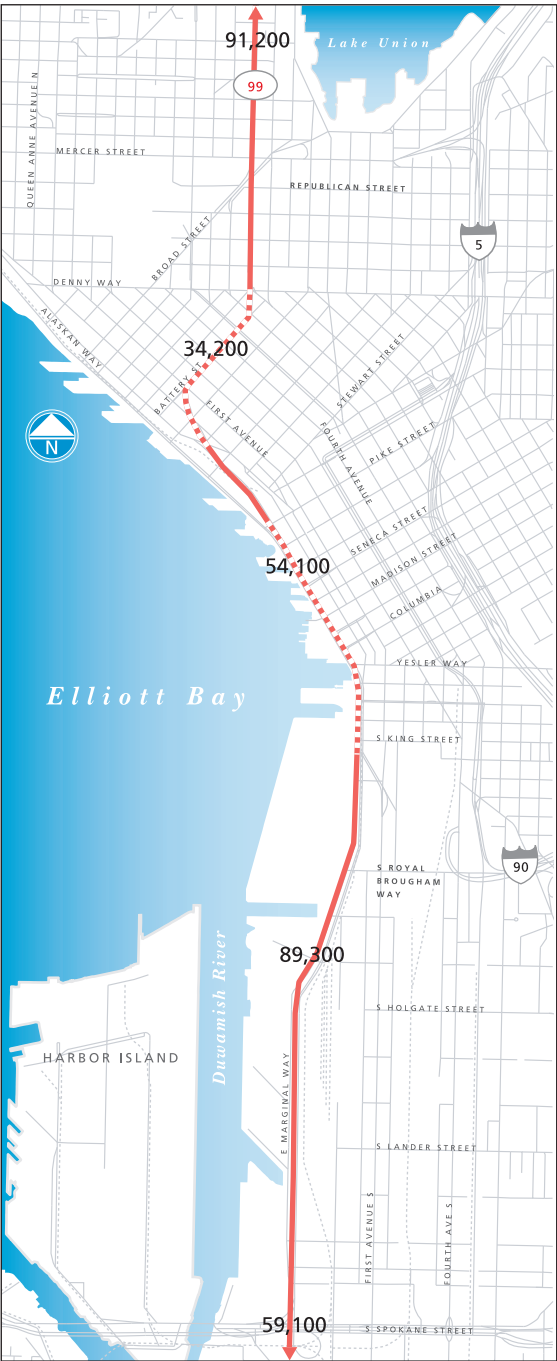 91,200
Lake Union
99
QUEEN ANNE AVENUE N
MERCER STREET
REPUBLICAN STREET
BROAD STREET
5
DENNY WAY
ALASKAN WAY
34,200
BATTERY ST
STEWART STREET
FIRST AVENUE
FOURTH AVENUE
PIKE STREET
N
SENECA STREET
54,100
MADISON STREET
COLUMBIA
YESLER WAY
Elliott Bay
S KING STREET
90
S ROYAL
BROUGHAM
WAY
89,300
Duwamish River
S HOLGATE STREET
HARBOR ISLAND
E MARGINAL WAY
S LANDER STREET
FIRST AVENUE S
FOURTH AVE S
59,100
S SPOKANE STREET